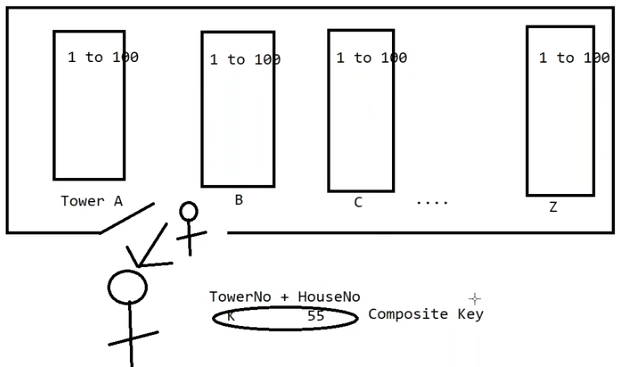 1 to 100 1 to 100 1 to 100 1 to 100
Tower A B C .... Z
TowerNo + HouseNo
K 55 Composite Key